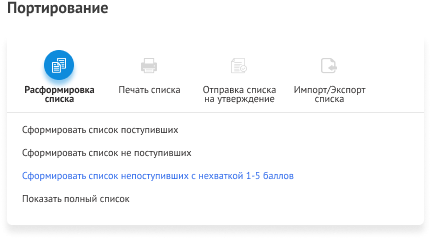 Портирование
Расформировка
списка
Печать списка
Отправка списка
на утверждение
Импорт/Экспорт
списка
Сформировать список поступивших
Сформировать список не поступивших
Сформировать список непоступивших с нехваткой 1-5 баллов
Показать полный список